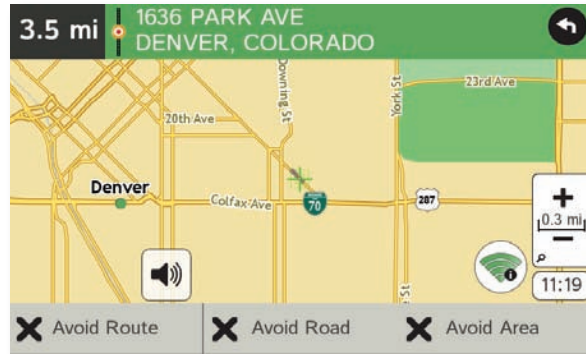 3.5 mi
1636 PARK AVE
DENVER, COLORADO
Downing St
York St
23rd Ave
20th Ave
Denver
Colfax Ave
70
287
+
0.3 mi
−
11:19
e St
Avoid Route
Avoid Road
Avoid Area